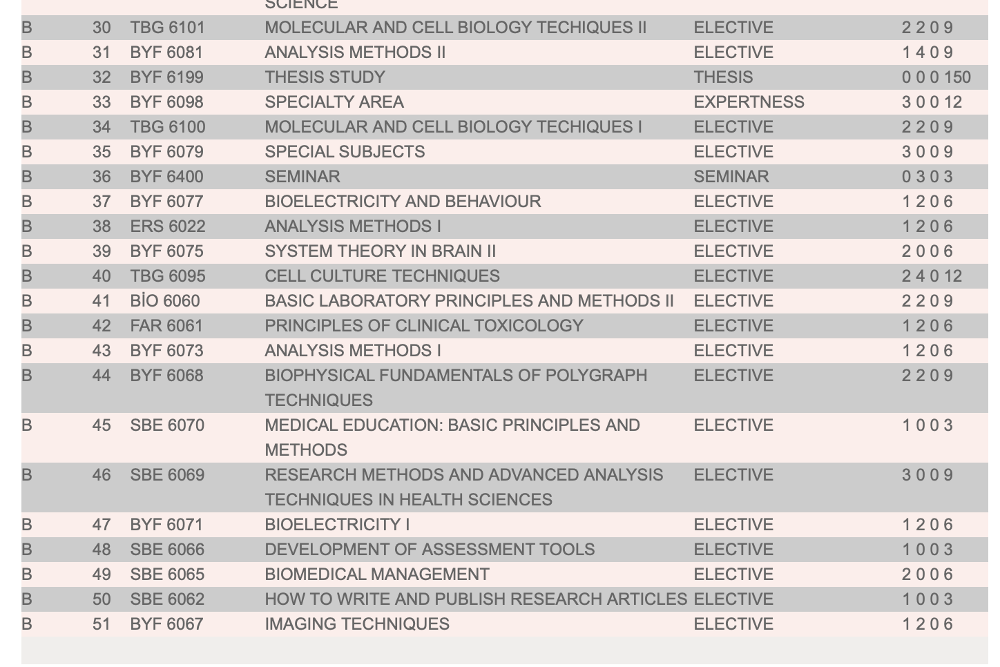 SCIENCE
B 30 TBG 6101 MOLECULAR AND CELL BIOLOGY TECHIQUES II ELECTIVE 2 2 0 9
B 31 BYF 6081 ANALYSIS METHODS II ELECTIVE 1 4 0 9
B 32 BYF 6199 THESIS STUDY THESIS 0 0 0 150
B 33 BYF 6098 SPECIALTY AREA EXPERTNESS 3 0 0 12
B 34 TBG 6100 MOLECULAR AND CELL BIOLOGY TECHIQUES I ELECTIVE 2 2 0 9
B 35 BYF 6079 SPECIAL SUBJECTS ELECTIVE 3 0 0 9
B 36 BYF 6400 SEMINAR SEMINAR 0 3 0 3
B 37 BYF 6077 BIOELECTRICITY AND BEHAVIOUR ELECTIVE 1 2 0 6
B 38 ERS 6022 ANALYSIS METHODS I ELECTIVE 1 2 0 6
B 39 BYF 6075 SYSTEM THEORY IN BRAIN II ELECTIVE 2 0 0 6
B 40 TBG 6095 CELL CULTURE TECHNIQUES ELECTIVE 2 4 0 12
B 41 BİO 6060 BASIC LABORATORY PRINCIPLES AND METHODS II ELECTIVE 2 2 0 9
B 42 FAR 6061 PRINCIPLES OF CLINICAL TOXICOLOGY ELECTIVE 1 2 0 6
B 43 BYF 6073 ANALYSIS METHODS I ELECTIVE 1 2 0 6
B 44 BYF 6068 BIOPHYSICAL FUNDAMENTALS OF POLYGRAPH ELECTIVE 2 2 0 9
TECHNIQUES
B 45 SBE 6070 MEDICAL EDUCATION: BASIC PRINCIPLES AND ELECTIVE 1 0 0 3
METHODS
B 46 SBE 6069 RESEARCH METHODS AND ADVANCED ANALYSIS ELECTIVE 3 0 0 9
TECHNIQUES IN HEALTH SCIENCES
B 47 BYF 6071 BIOELECTRICITY I ELECTIVE 1 2 0 6
B 48 SBE 6066 DEVELOPMENT OF ASSESSMENT TOOLS ELECTIVE 1 0 0 3
B 49 SBE 6065 BIOMEDICAL MANAGEMENT ELECTIVE 2 0 0 6
B 50 SBE 6062 HOW TO WRITE AND PUBLISH RESEARCH ARTICLES ELECTIVE 1 0 0 3
B 51 BYF 6067 IMAGING TECHNIQUES ELECTIVE 1 2 0 6